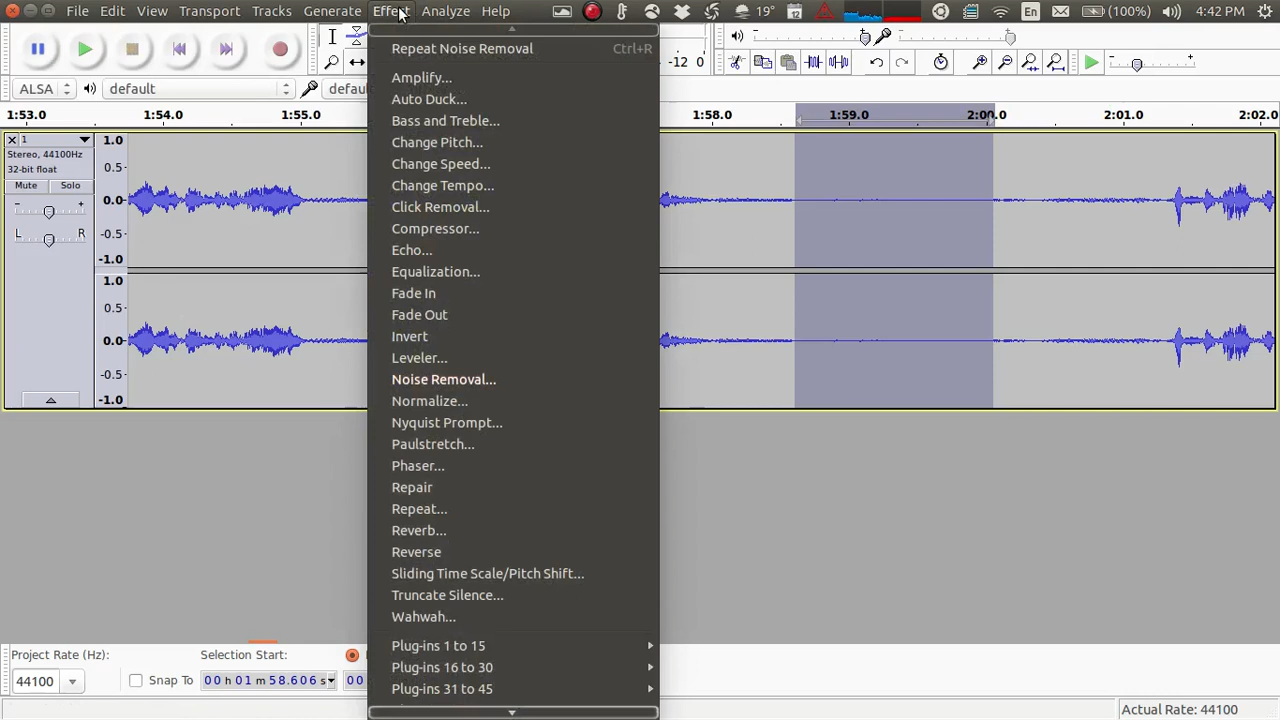 File Edit View Transport Tracks Generate Effect Analyze Help 19° 12 En (100%) 4:42 PM
-12 0
ALSA default
1:53.0 1:54.0 1:55.0 1:58.0 1:59.0 2:00.0 2:01.0 2:02.0
1
Stereo, 44100Hz
32-bit float
Mute Solo
- +
L R
1.0
0.5
0.0
-0.5
-1.0
1.0
0.5
0.0
-0.5
-1.0
Repeat Noise Removal Ctrl+R
Amplify...
Auto Duck...
Bass and Treble...
Change Pitch...
Change Speed...
Change Tempo...
Click Removal...
Compressor...
Echo...
Equalization...
Fade In
Fade Out
Invert
Leveler...
Noise Removal...
Normalize...
Nyquist Prompt...
Paulstretch...
Phaser...
Repair
Repeat...
Reverb...
Reverse
Sliding Time Scale/Pitch Shift...
Truncate Silence...
Wahwah...
Plug-ins 1 to 15
Plug-ins 16 to 30
Plug-ins 31 to 45
Project Rate (Hz): Selection Start:
44100 Snap To 00 h 01 m 58.606 s 00
Actual Rate: 44100